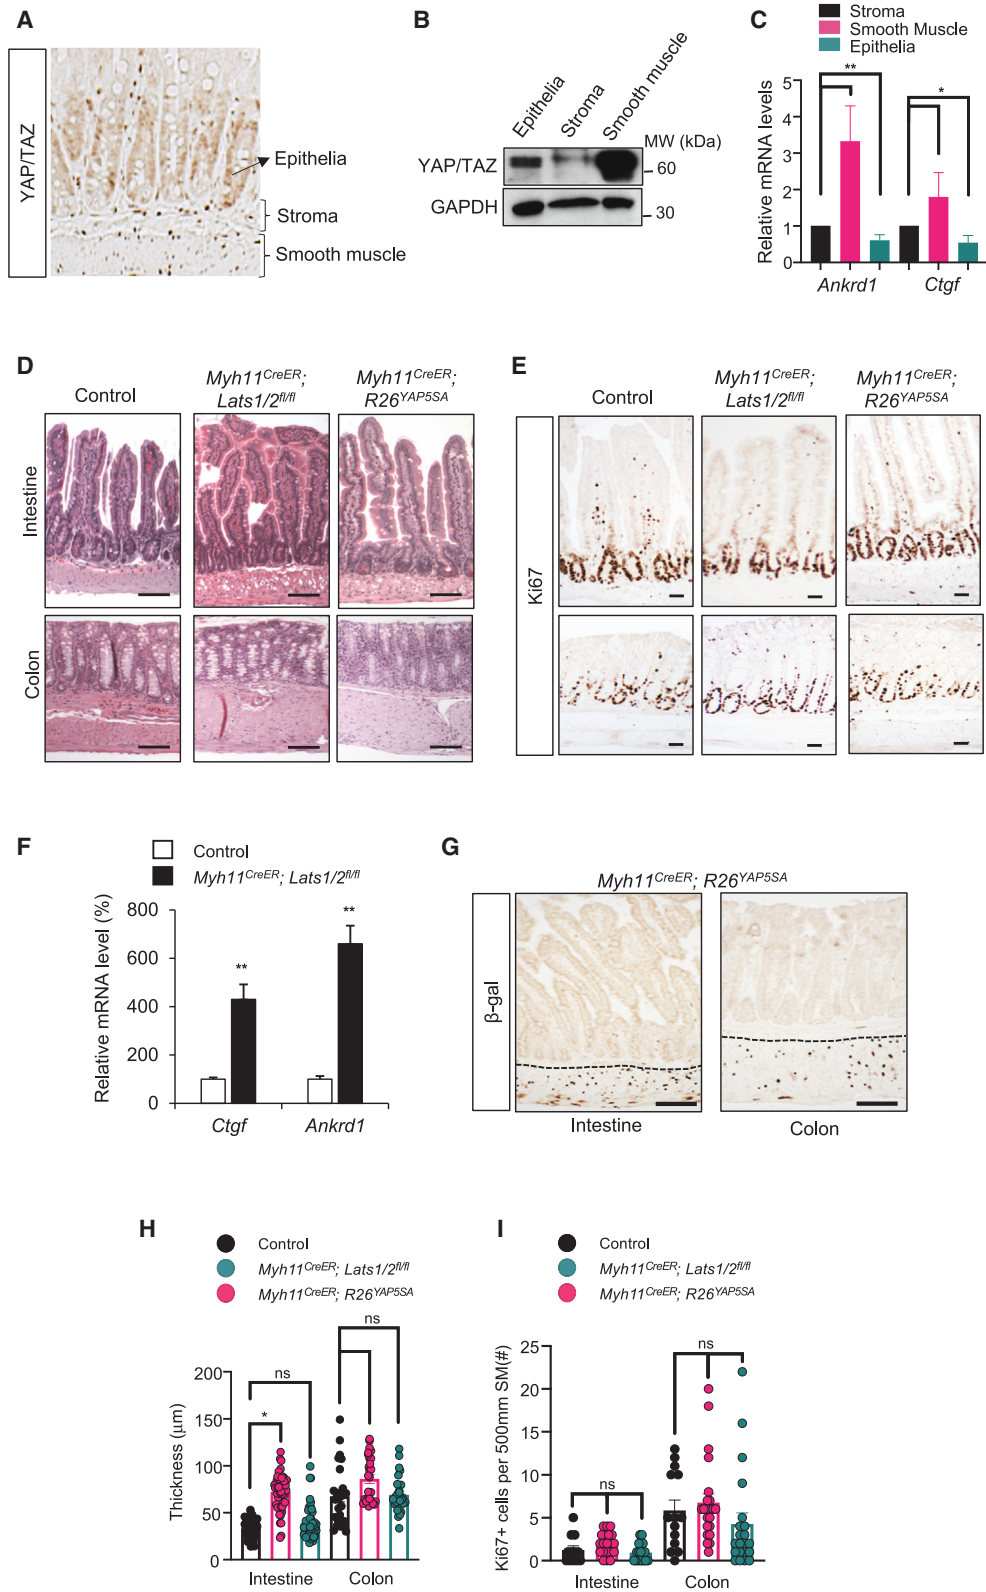 A
YAP/TAZ
Epithelia
Stroma
Smooth muscle
B
Epithelia
Stroma
Smooth muscle
MW (kDa)
YAP/TAZ
60
GAPDH
30
C
Stroma
Smooth Muscle
Epithelia
Relative mRNA levels
5
4
3
2
1
0
**
*
Ankrd1
Ctgf
D
Control
Myh11CreER;
Lats1/2fl/fl
Myh11CreER;
R26YAP5SA
Intestine
Colon
E
Control
Myh11CreER;
Lats1/2fl/fl
Myh11CreER;
R26YAP5SA
Ki67
F
Control
Myh11CreER; Lats1/2fl/fl
Relative mRNA level (%)
800
600
400
200
0
**
**
Ctgf
Ankrd1
G
Myh11CreER; R26YAP5SA
β-gal
Intestine
Colon
H
Control
Myh11CreER; Lats1/2fl/fl
Myh11CreER; R26YAP5SA
Thickness (μm)
200
150
100
50
0
ns
*
ns
Intestine
Colon
I
Control
Myh11CreER; Lats1/2fl/fl
Myh11CreER; R26YAP5SA
Ki67+ cells per 500mm SM(#)
25
20
15
10
5
0
ns
ns
Intestine
Colon